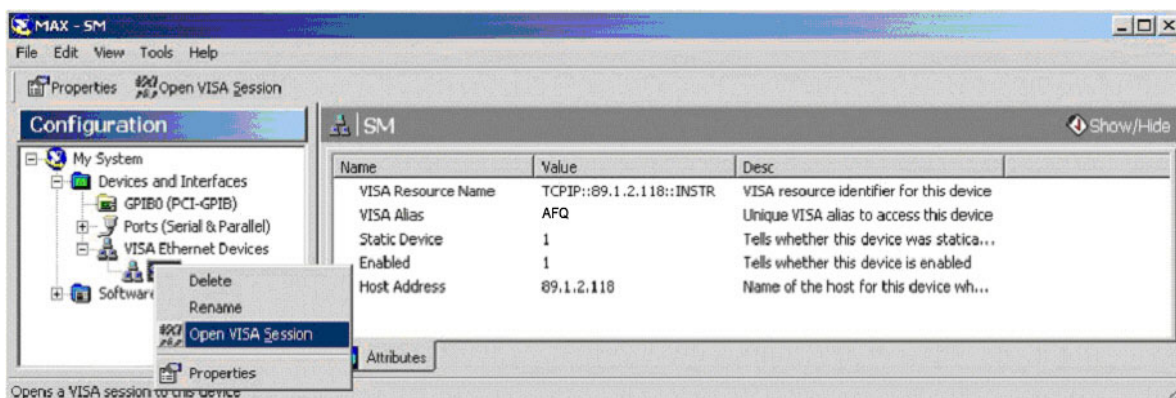 MAX - SM
File Edit View Tools Help
Properties Open VISA Session
Configuration
My System
Devices and Interfaces
GPIB0 (PCI-GPIB)
Ports (Serial & Parallel)
VISA Ethernet Devices
Software
Delete
Rename
Open VISA Session
Properties
SM Show/Hide
Name Value Desc
VISA Resource Name TCPIP::89.1.2.118::INSTR VISA resource identifier for this device
VISA Alias AFQ Unique VISA alias to access this device
Static Device 1 Tells whether this device was statica...
Enabled 1 Tells whether this device is enabled
Host Address 89.1.2.118 Name of the host for this device wh...
Attributes
Opens a VISA session to this device